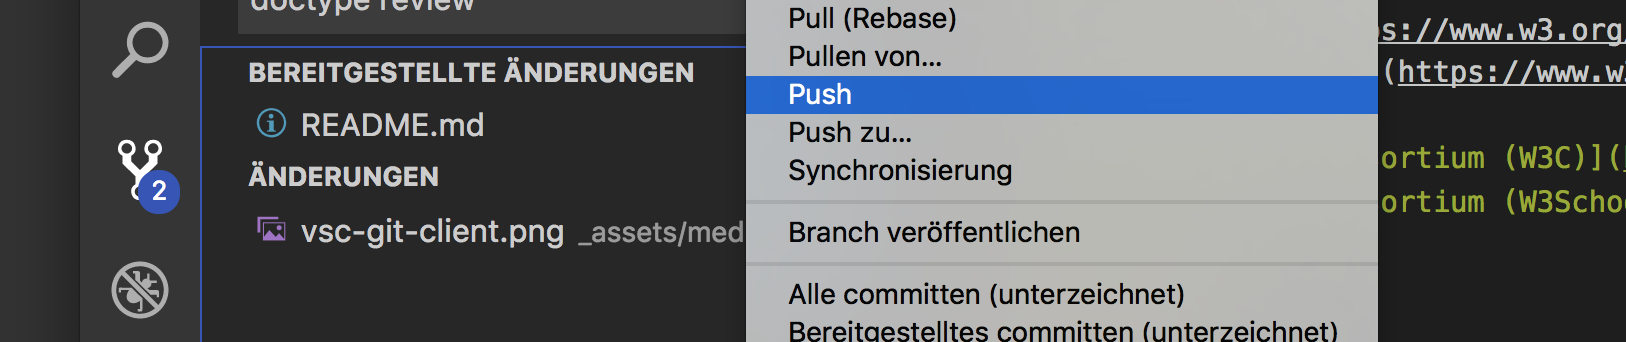 doctype review
BEREITGESTELLTE ÄNDERUNGEN
README.md
2
ÄNDERUNGEN
vsc-git-client.png _assets/med
Pull (Rebase)
Pullen von...
Push
Push zu...
Synchronisierung
Branch veröffentlichen
Alle committen (unterzeichnet)
Bereitgestelltes committen (unterzeichnet)
s://www.w3.org/
(https://www.w3
ortium (W3C)](
ortium (W3Schoo